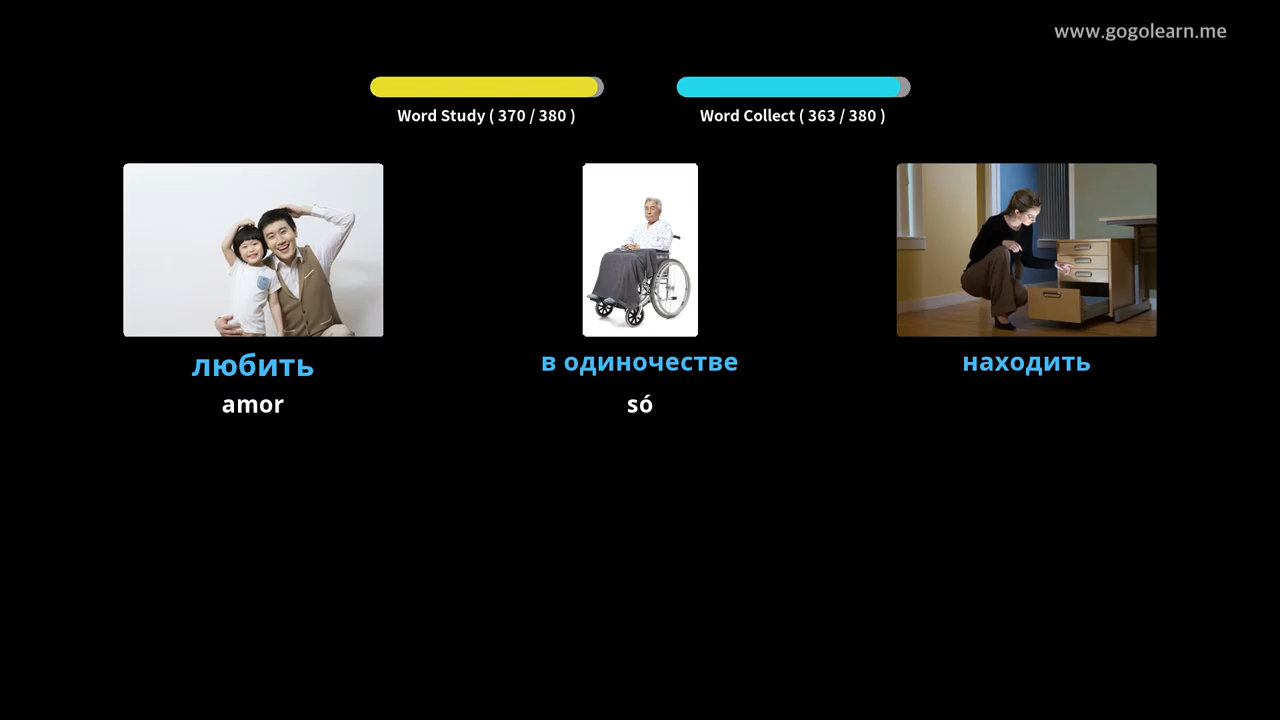 www.gogolearn.me
Word Study ( 370 / 380 )
Word Collect ( 363 / 380 )
любить
в одиночестве
находить
amor
só